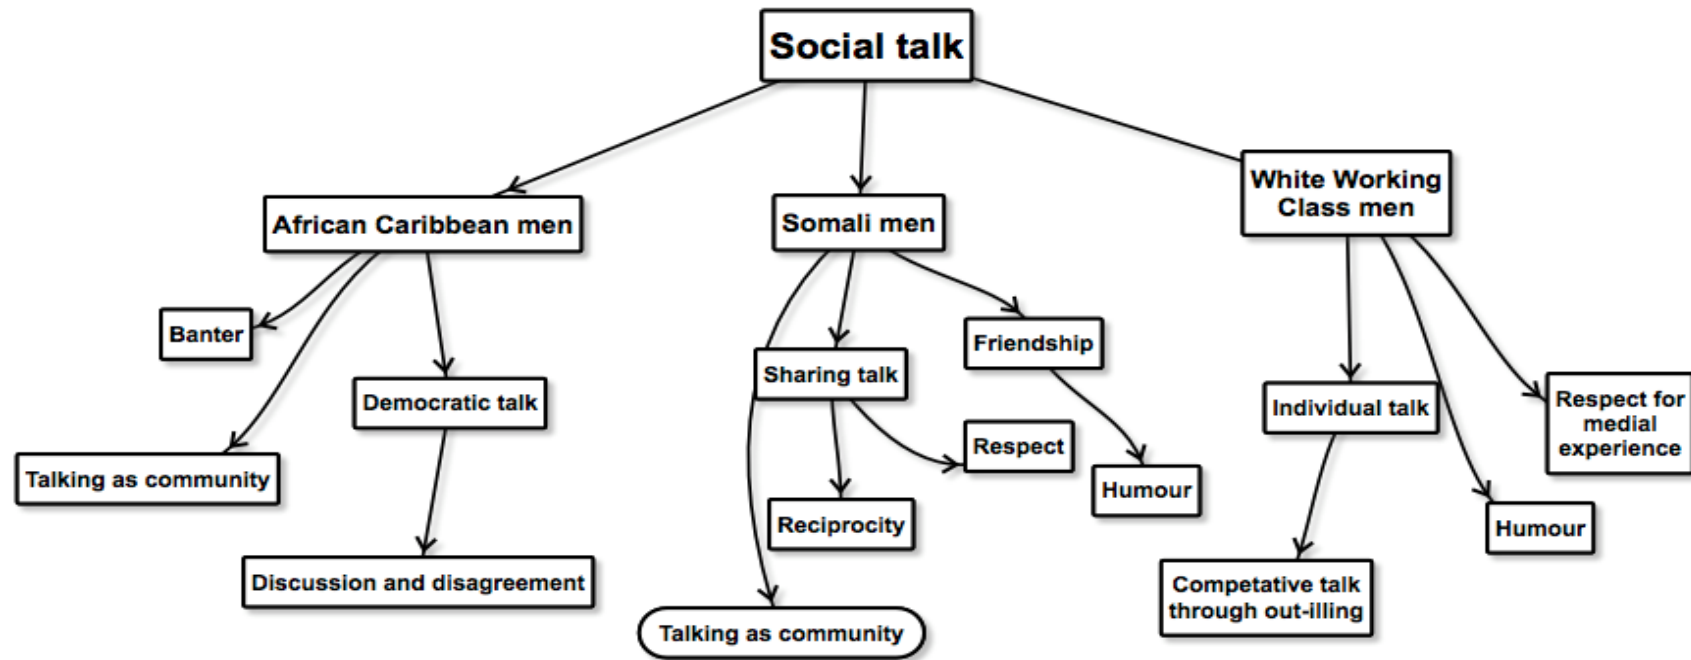 Social talk
African Caribbean men
Somali men
White Working
Class men
Banter
Democratic talk
Talking as community
Discussion and disagreement
Sharing talk
Friendship
Respect
Humour
Reciprocity
Talking as community
Individual talk
Respect for
medial
experience
Humour
Competative talk
through out-illing